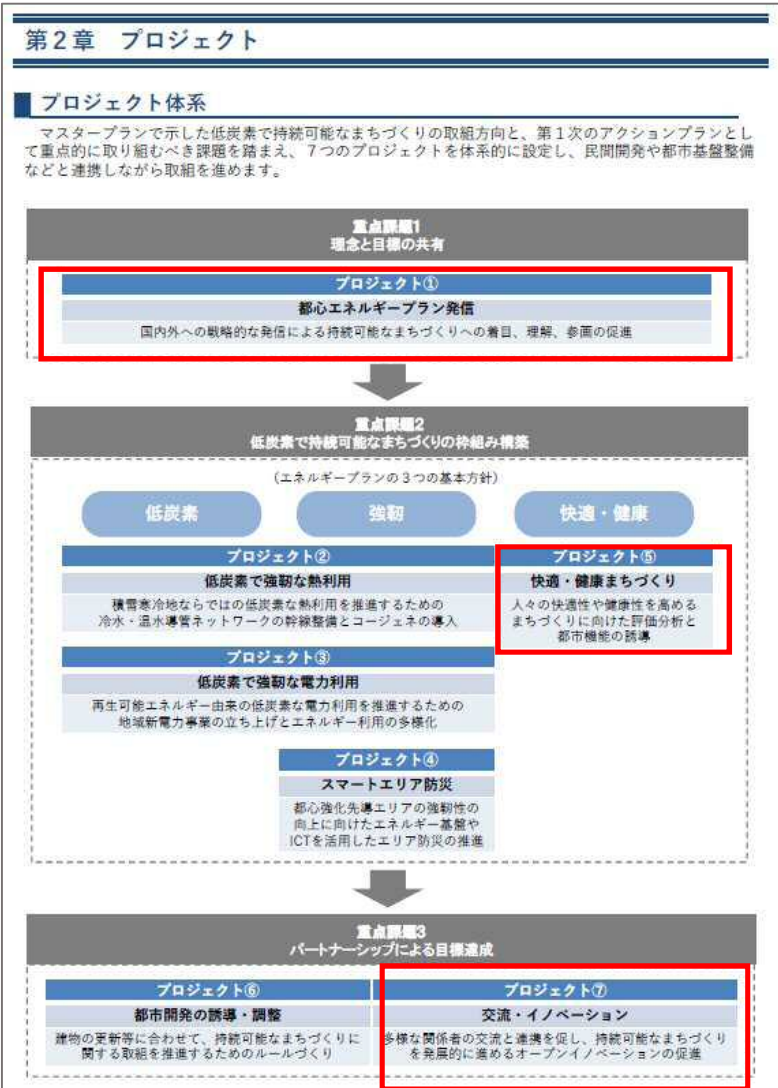 第2章 プロジェクト
プロジェクト体系
マスタープランで示した低炭素で持続可能なまちづくりの取組方向と、第1次のアクションプランとし
て重点的に取り組むべき課題を踏まえ、7つのプロジェクトを体系的に設定し、民間開発や都市基盤整備
などと連携しながら取組を進めます。
重点課題1
理念と目標の共有
プロジェクト①
都心エネルギープラン発信
国内外への戦略的な発信による持続可能なまちづくりへの着目、理解、参画の促進
重点課題2
低炭素で持続可能なまちづくりの枠組み構築
(エネルギープランの3つの基本方針)
低炭素
強靭
快適・健康
プロジェクト②
低炭素で強靭な熱利用
積雪寒冷地ならではの低炭素な熱利用を推進するための
冷水・温水導管ネットワークの幹線整備とコージェネの導入
プロジェクト⑤
快適・健康まちづくり
人々の快適性や健康性を高める
まちづくりに向けた評価分析と
都市機能の誘導
プロジェクト③
低炭素で強靭な電力利用
再生可能エネルギー由来の低炭素な電力利用を推進するための
地域新電力事業の立ち上げとエネルギー利用の多様化
プロジェクト④
スマートエリア防災
都心強化先導エリアの強靭性の
向上に向けたエネルギー基盤や
ICTを活用したエリア防災の推進
重点課題3
パートナーシップによる目標達成
プロジェクト⑥
都市開発の誘導・調整
建物の更新等に合わせて、持続可能なまちづくりに
関する取組を推進するためのルールづくり
プロジェクト⑦
交流・イノベーション
多様な関係者の交流と連携を促し、持続可能なまちづくり
を発展的に進めるオープンイノベーションの促進